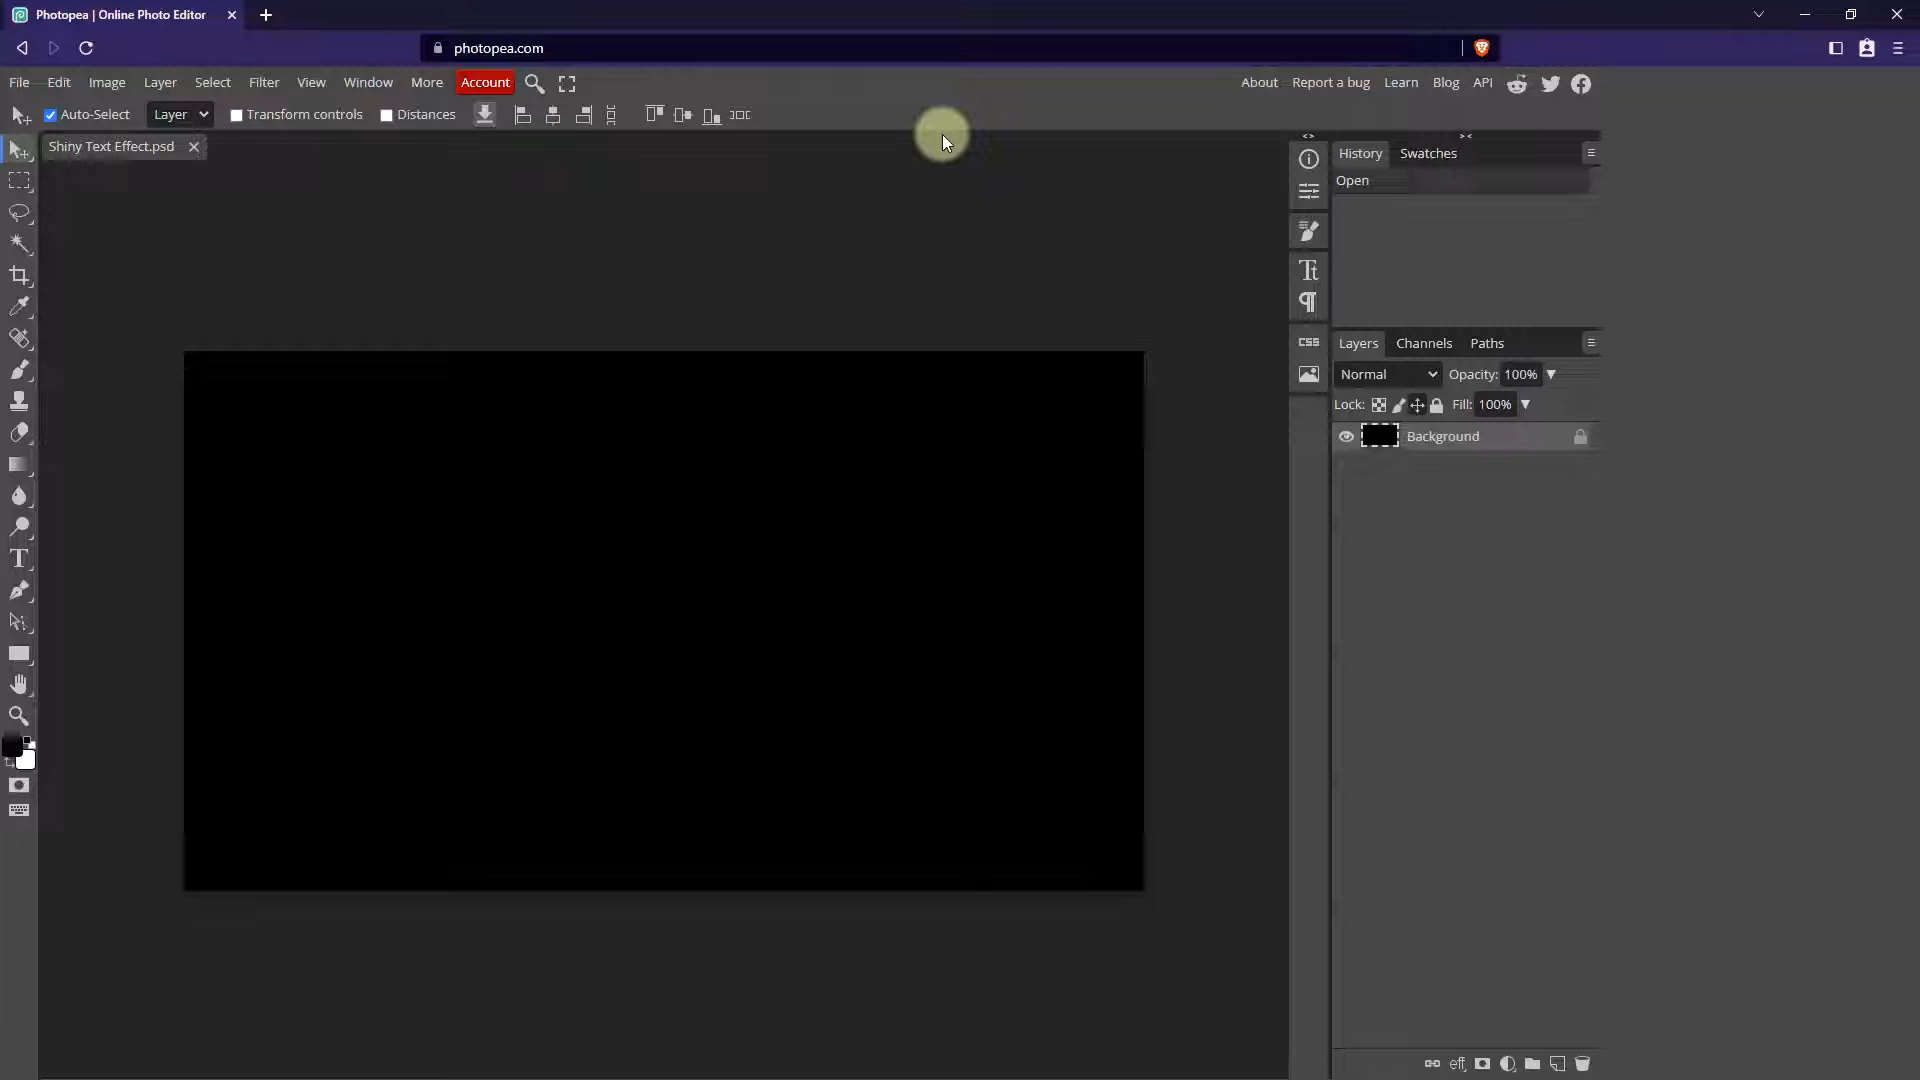 Photopea | Online Photo Editor
photopea.com
File Edit Image Layer Select Filter View Window More Account About Report a bug Learn Blog API
Auto-Select Layer Transform controls Distances
Shiny Text Effect.psd
History Swatches
Open
CSS
Layers Channels Paths
Normal Opacity: 100%
Lock: Fill: 100%
Background
eff